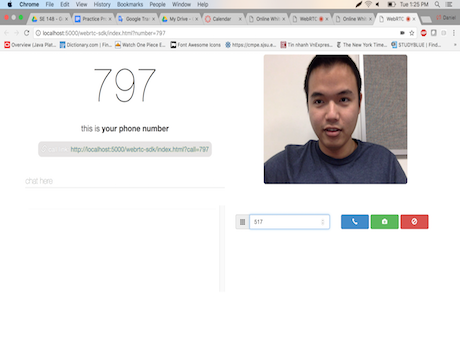 Chrome File Edit View History Bookmarks People Window Help Tue 1:25 PM
SE 148 - G Practice Pro Google Tra My Drive - Calendar Online Whit WebRTC Online Whit WebRTC Daniel
localhost:5000/webrtc-sdk/index.html?number=797
Overview (Java Plat Dictionary.com | Fin Watch One Piece E Font Awesome Icons https://cmpe.sjsu.e Tin nhanh VnExpres The New York Time STUDYBLUE | Find
797
this is your phone number
http://localhost:5000/webrtc-sdk/index.html?call=797
chat here
517